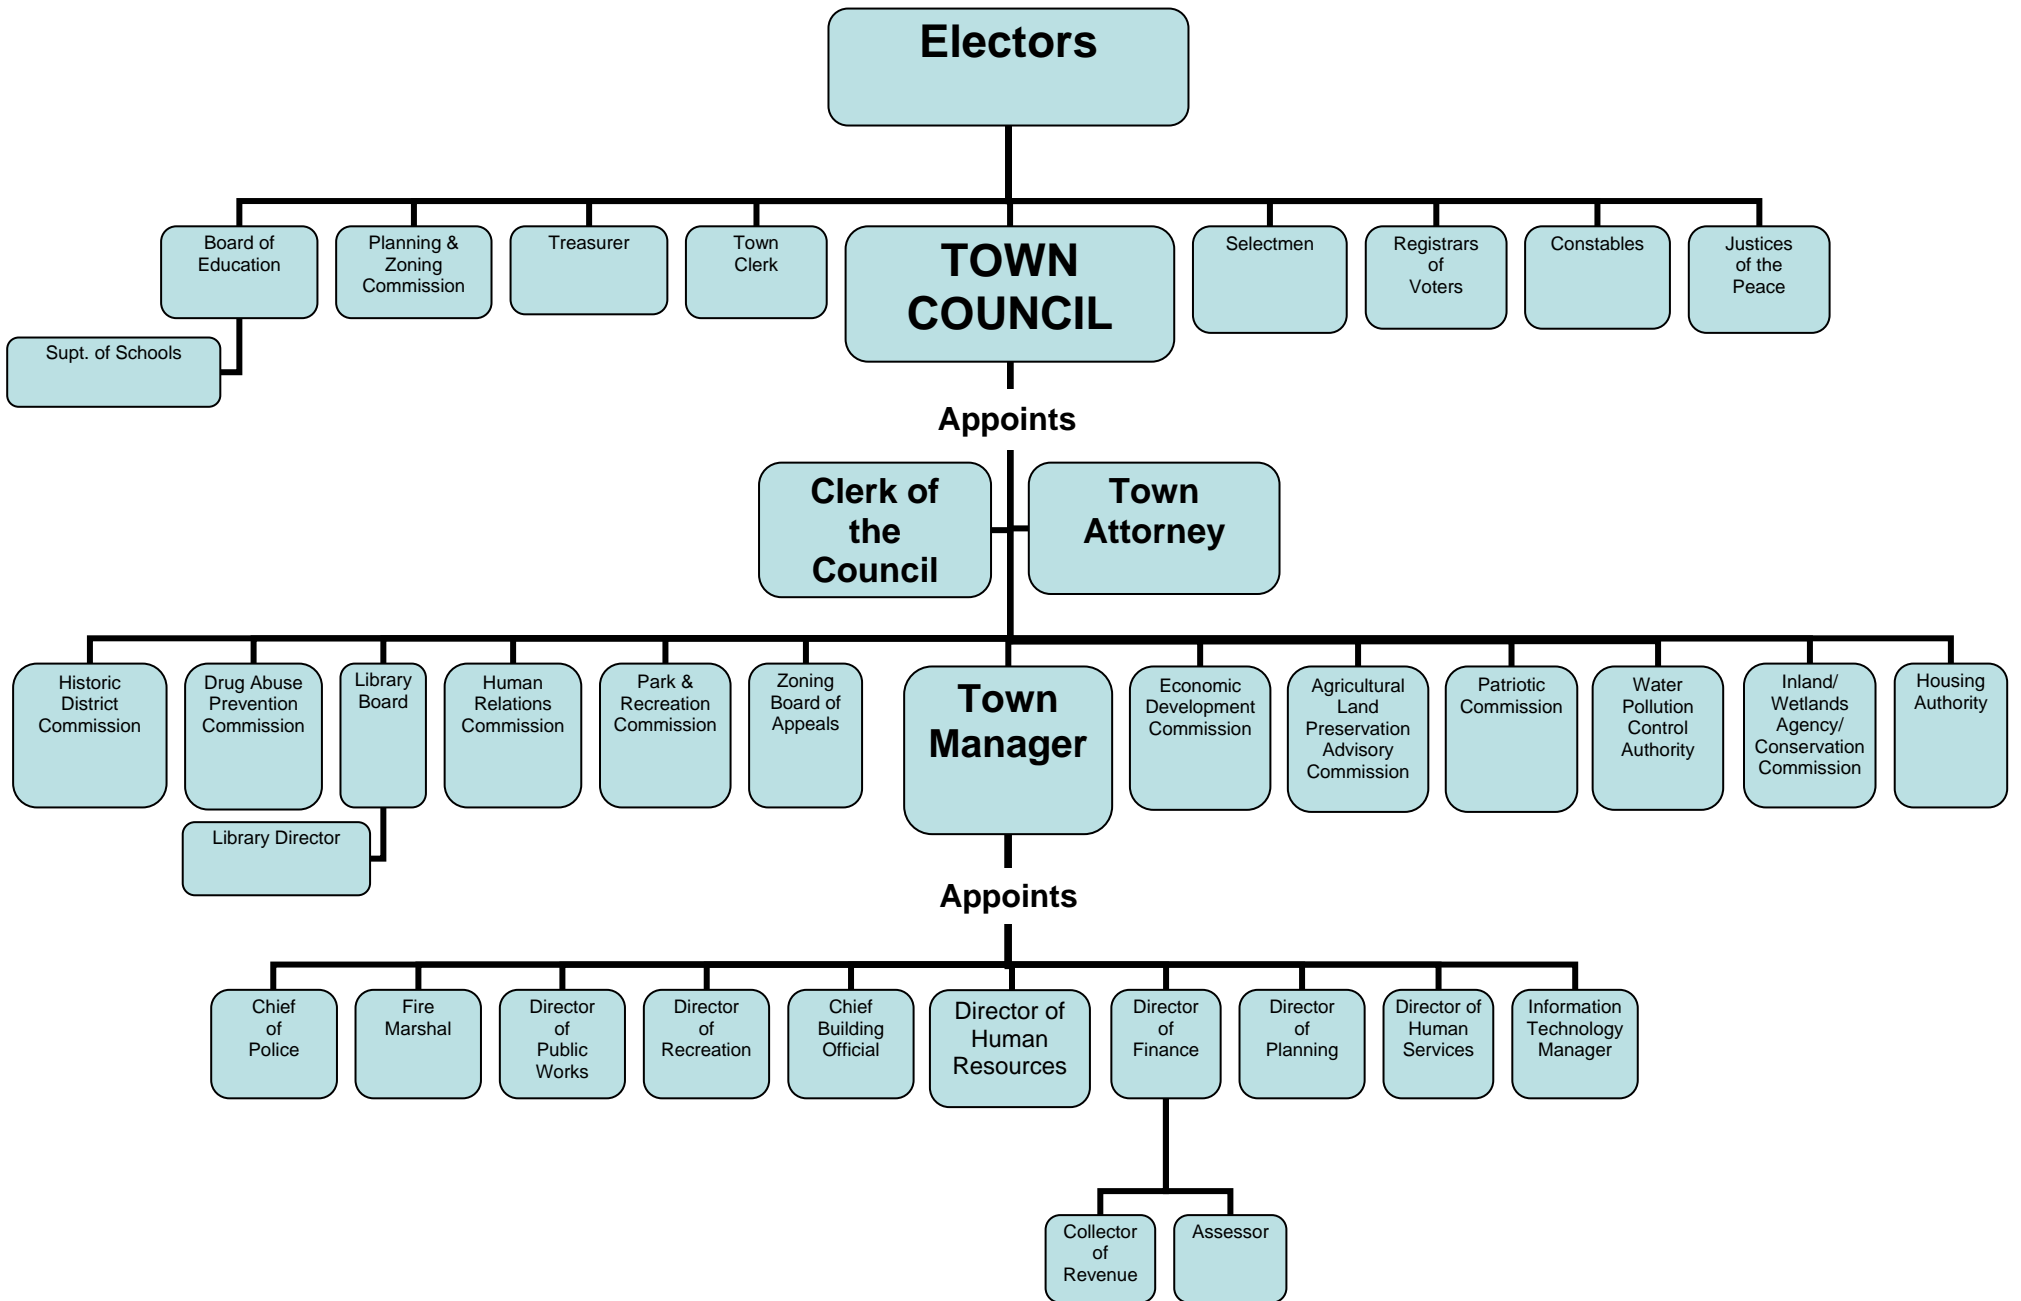 Electors
Board of
Education
Planning &
Zoning
Commission
Treasurer
Town
Clerk
TOWN
COUNCIL
Selectmen
Registrars
of
Voters
Constables
Justices
of the
Peace
Supt. of Schools
Appoints
Clerk of
the
Council
Town
Attorney
Historic
District
Commission
Drug Abuse
Prevention
Commission
Library
Board
Human
Relations
Commission
Park &
Recreation
Commission
Zoning
Board of
Appeals
Town
Manager
Economic
Development
Commission
Agricultural
Land
Preservation
Advisory
Commission
Patriotic
Commission
Water
Pollution
Control
Authority
Inland/
Wetlands
Agency/
Conservation
Commission
Housing
Authority
Library Director
Appoints
Chief
of
Police
Fire
Marshal
Director
of
Public
Works
Director
of
Recreation
Chief
Building
Official
Director of
Human
Resources
Director
of
Finance
Director
of
Planning
Director of
Human
Services
Information
Technology
Manager
Collector
of
Revenue
Assessor